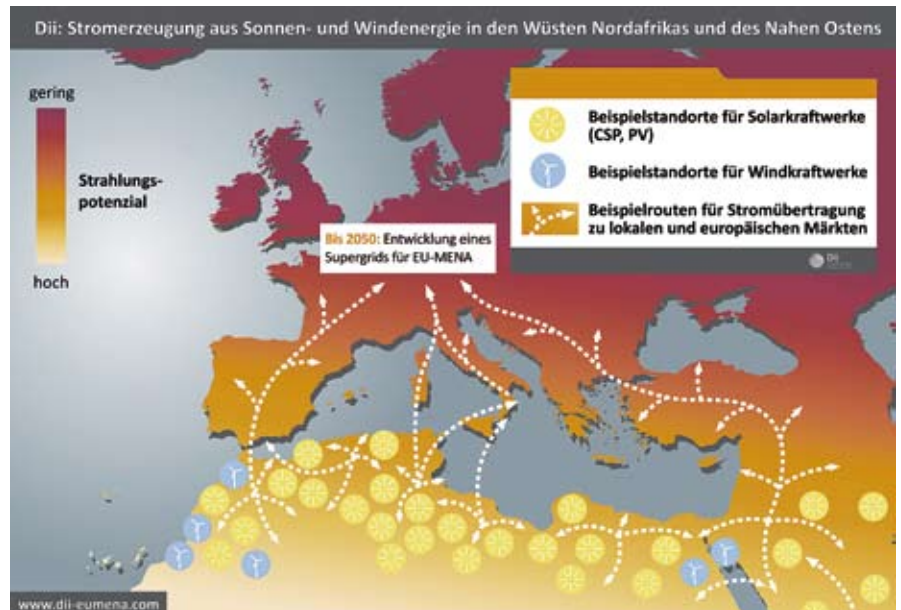 Dii: Stromerzeugung aus Sonnen- und Windenergie in den Wüsten Nordafrikas und des Nahen Ostens
gering
Strahlungs-
potenzial
hoch
Beispielstandorte für Solarkraftwerke
(CSP, PV)
Beispielstandorte für Windkraftwerke
Beispielrouten für Stromübertragung
zu lokalen und europäischen Märkten
Dii
Bis 2050: Entwicklung eines
Supergrids für EU-MENA
www.dii-eumena.com